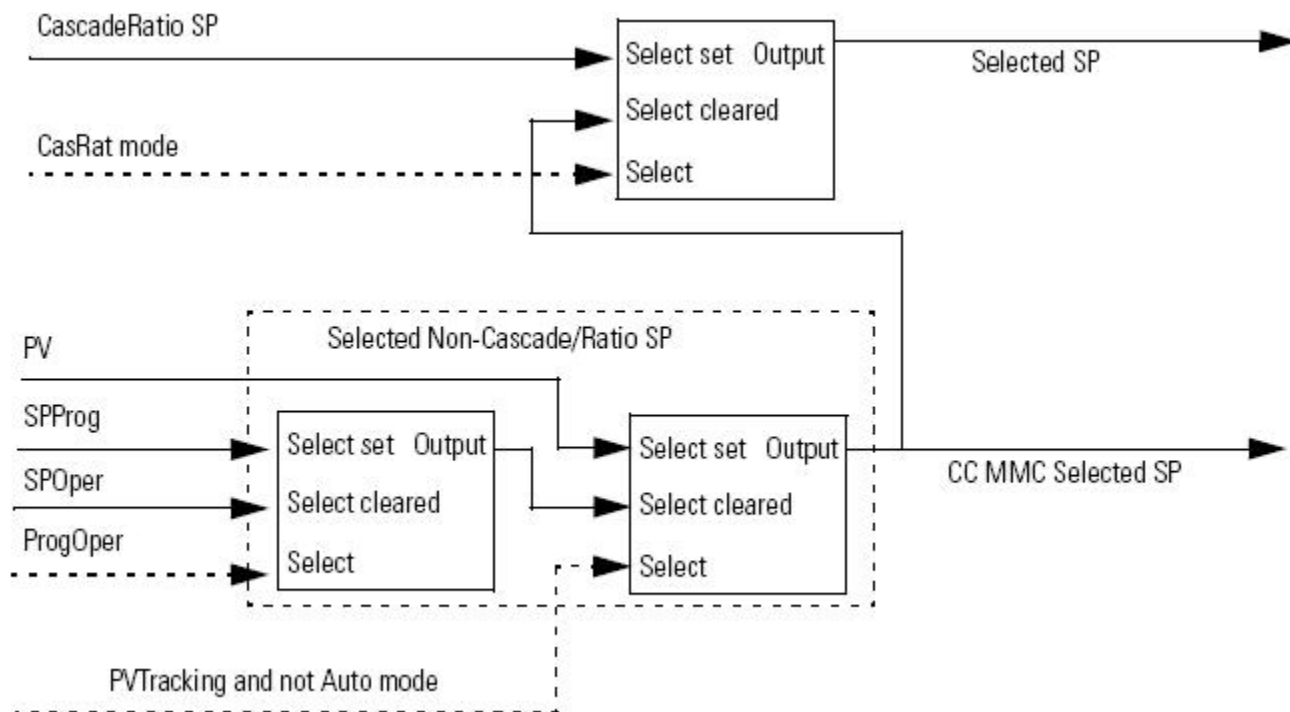 CascadeRatio SP
Select set Output
Selected SP
Select cleared
CasRat mode
Select
Selected Non-Cascade/Ratio SP
PV
SPProg
Select set Output
Select set Output
CC MMC Selected SP
SPOper
Select cleared
Select cleared
ProgOper
Select
Select
PVTracking and not Auto mode